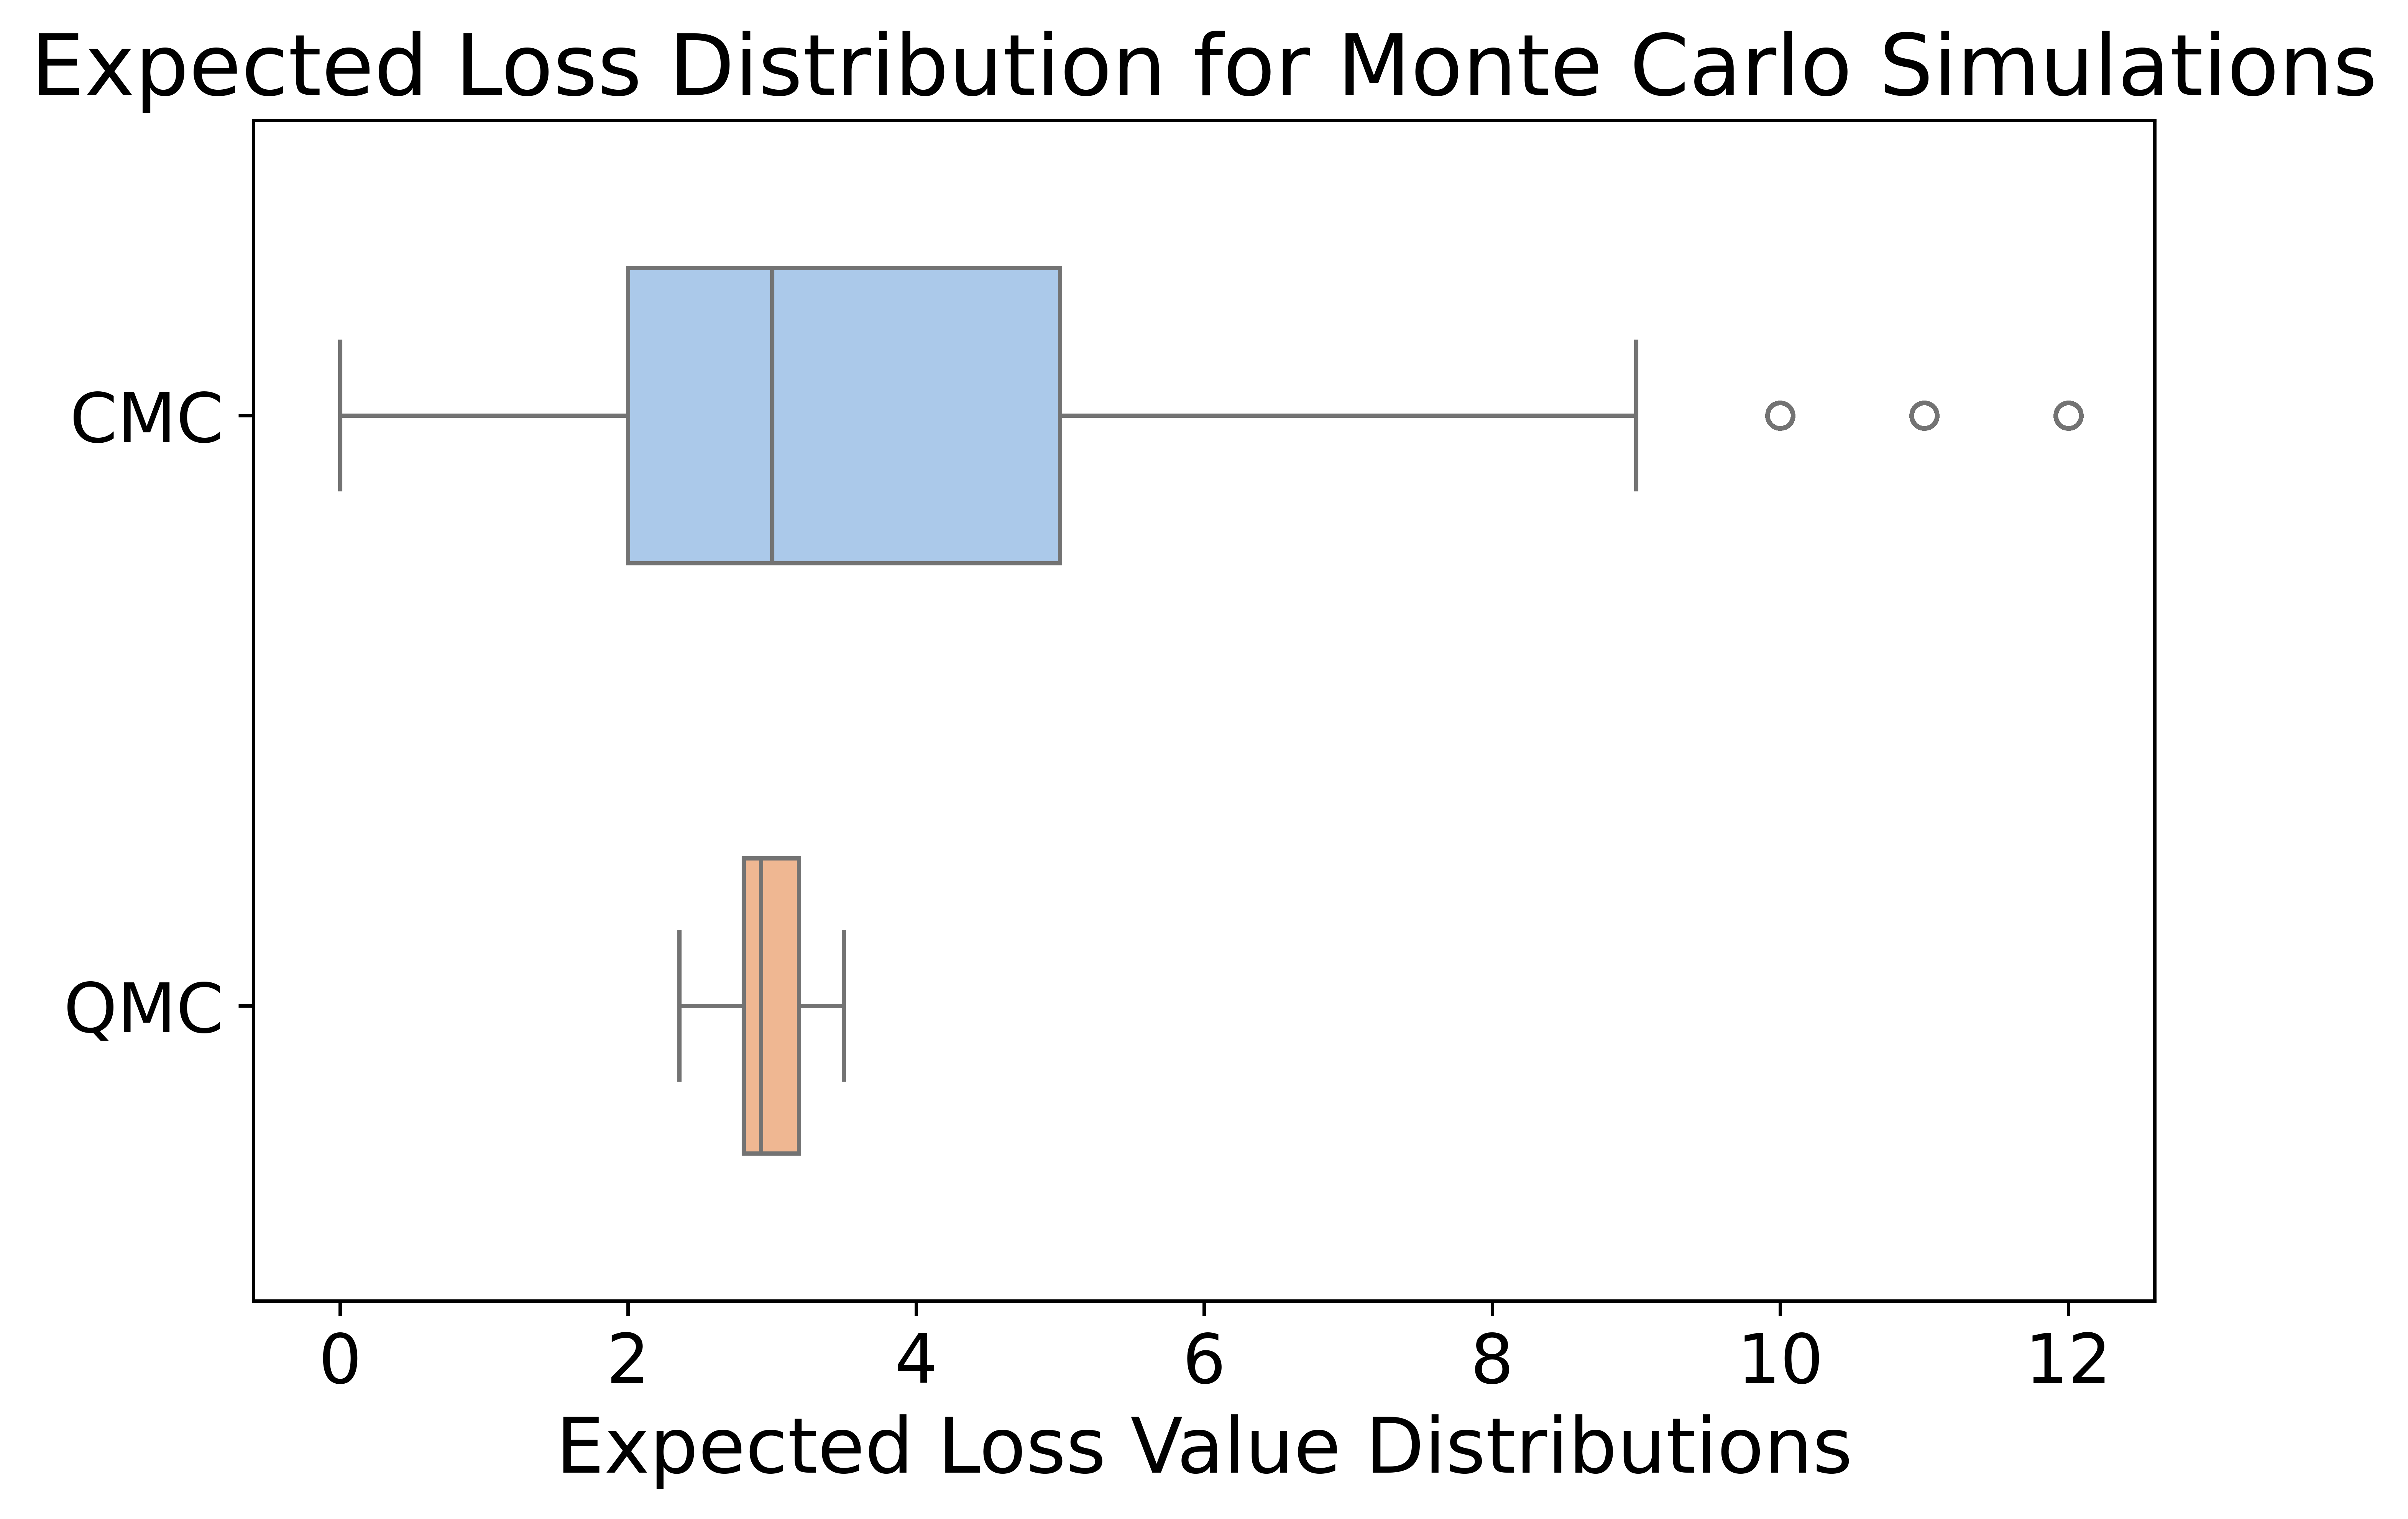 Expected Loss Distribution for Monte Carlo Simulations
CMC
QMC
0 2 4 6 8 10 12
Expected Loss Value Distributions